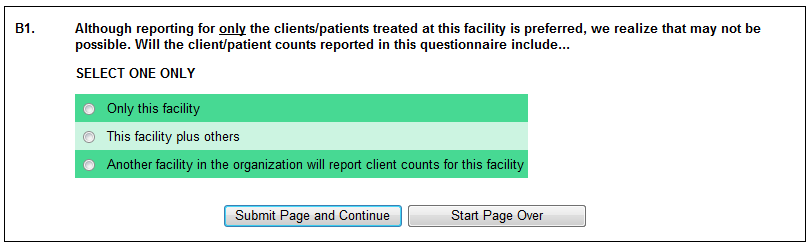 B1. Although reporting for only the clients/patients treated at this facility is preferred, we realize that may not be
possible. Will the client/patient counts reported in this questionnaire include...
SELECT ONE ONLY
Only this facility
This facility plus others
Another facility in the organization will report client counts for this facility
Submit Page and Continue Start Page Over